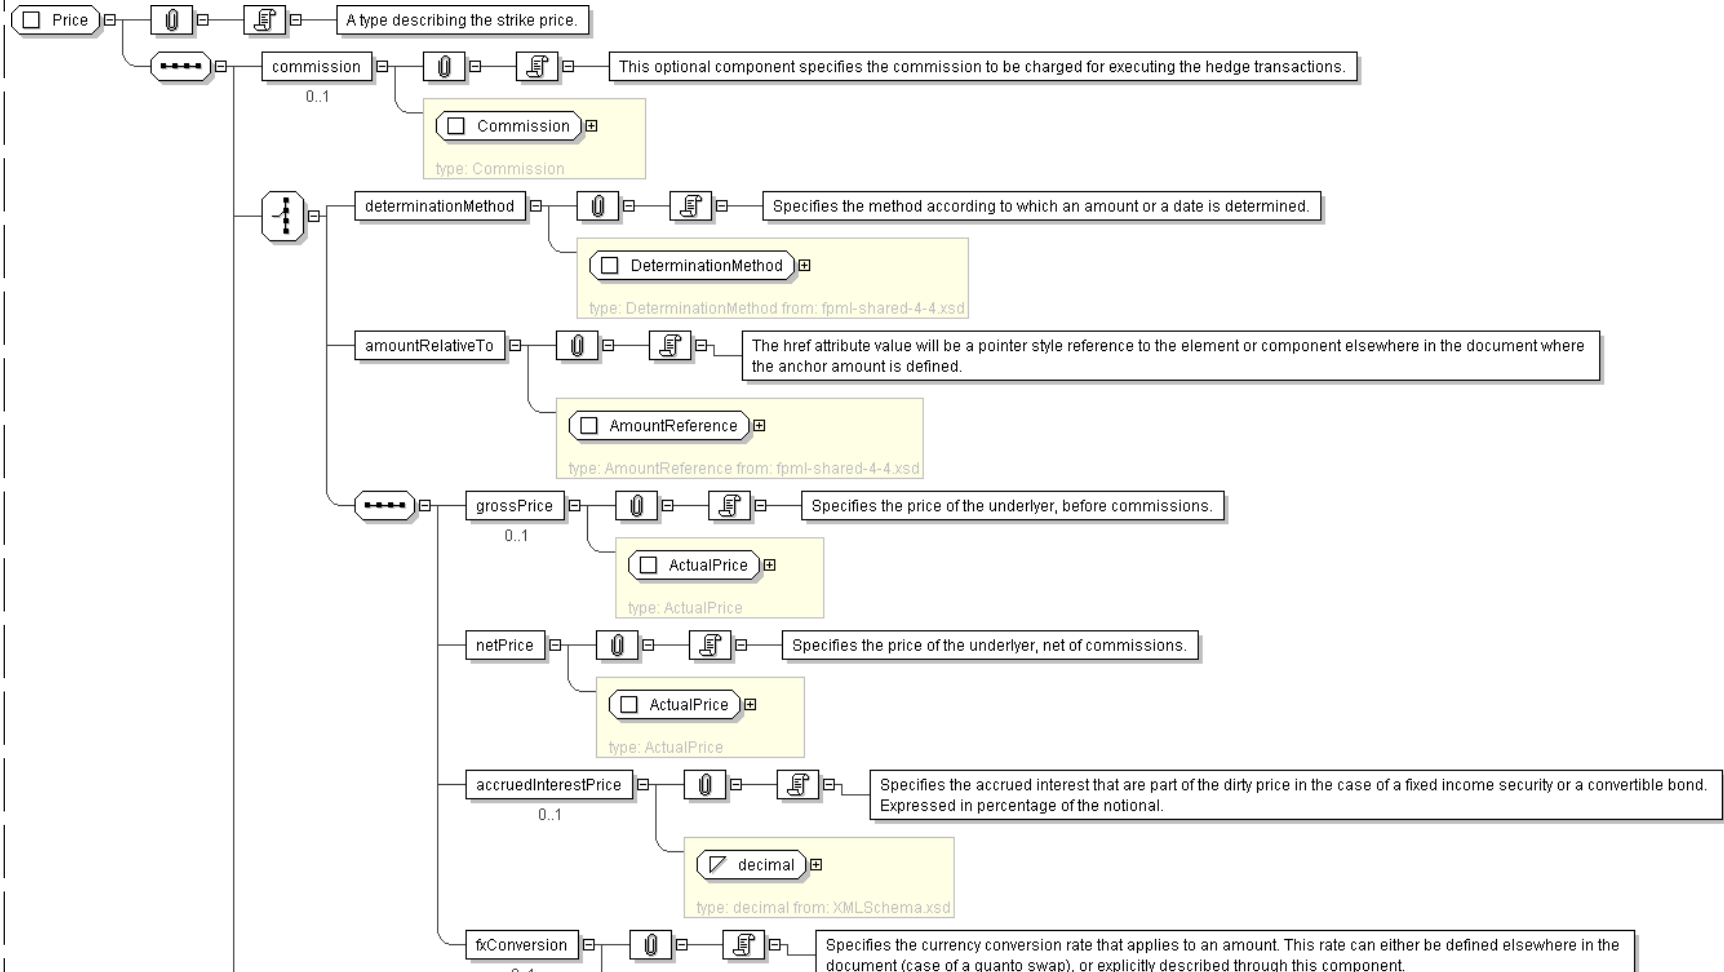 Price
A type describing the strike price.
commission
This optional component specifies the commission to be charged for executing the hedge transactions.
0..1
Commission
type: Commission
determinationMethod
Specifies the method according to which an amount or a date is determined.
DeterminationMethod
type: DeterminationMethod from: fpml-shared-4-4.xsd
amountRelativeTo
The href attribute value will be a pointer style reference to the element or component elsewhere in the document where
the anchor amount is defined.
AmountReference
type: AmountReference from: fpml-shared-4-4.xsd
grossPrice
Specifies the price of the underlyer, before commissions.
0..1
ActualPrice
type: ActualPrice
netPrice
Specifies the price of the underlyer, net of commissions.
ActualPrice
type: ActualPrice
accruedInterestPrice
Specifies the accrued interest that are part of the dirty price in the case of a fixed income security or a convertible bond.
Expressed in percentage of the notional.
0..1
decimal
type: decimal from: XMLSchema.xsd
fxConversion
Specifies the currency conversion rate that applies to an amount. This rate can either be defined elsewhere in the
document (case of a quanto swap), or explicitly described through this component.
0..1